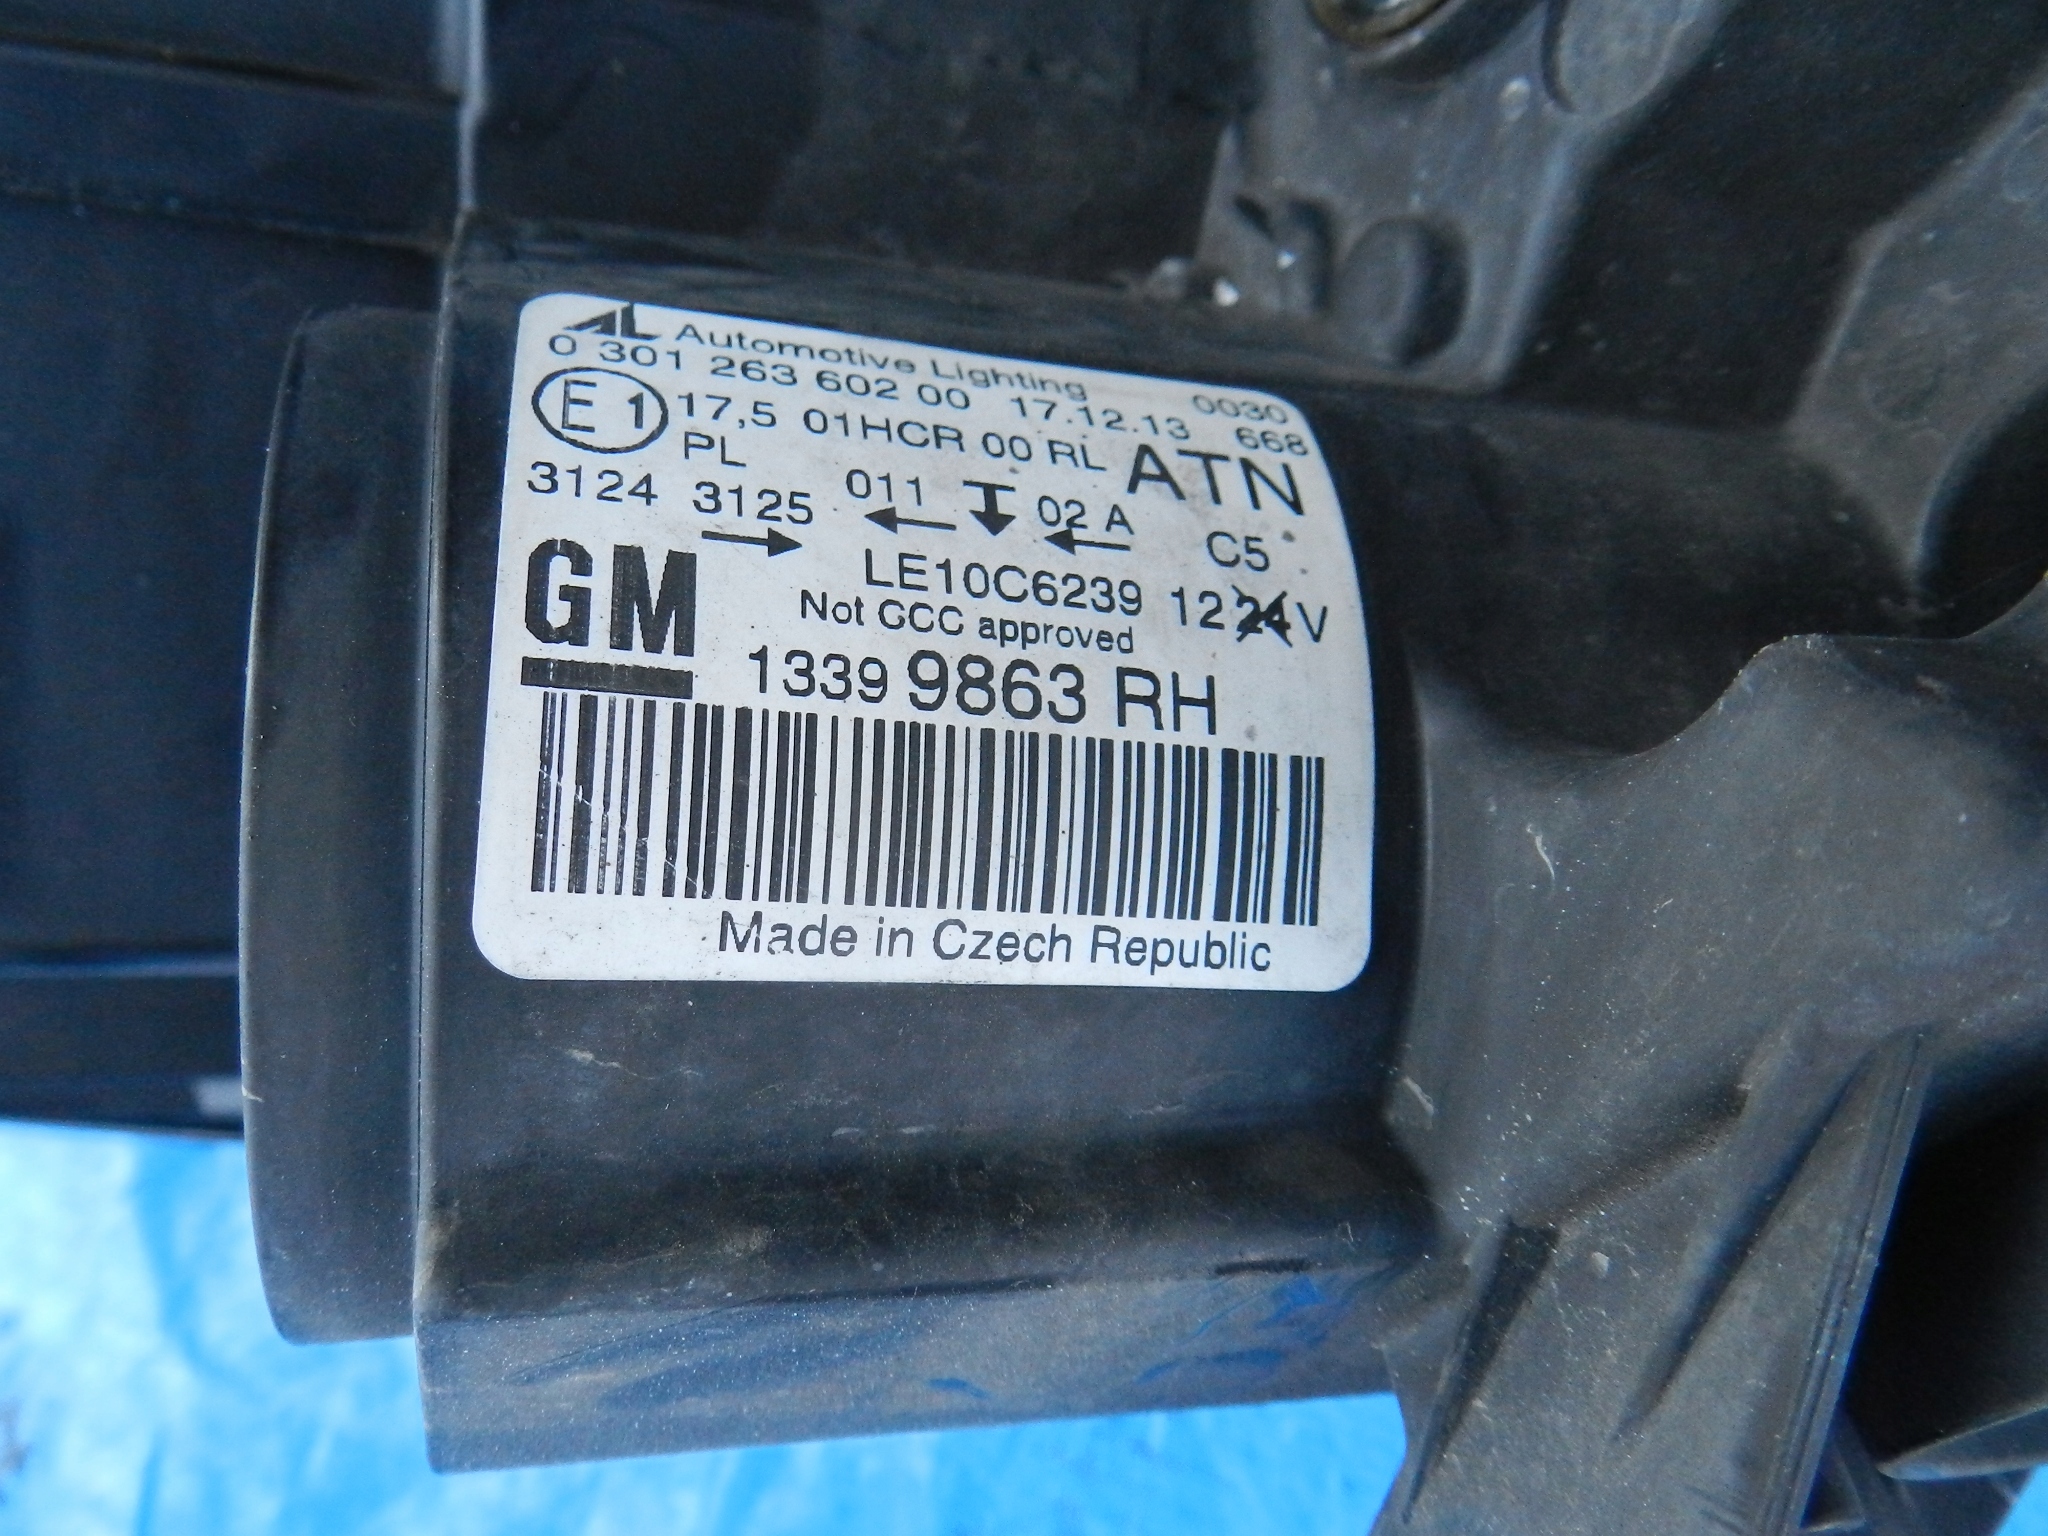 AL Automotive Lighting 0030
0 301 263 602 00 17.12.13 668
E1 17,5 01HCR 00 RL ATN
PL
3124 3125 011 02 A C5
LE10C6239 12 24 V
Not CCC approved
GM 1339 9863 RH
Made in Czech Republic